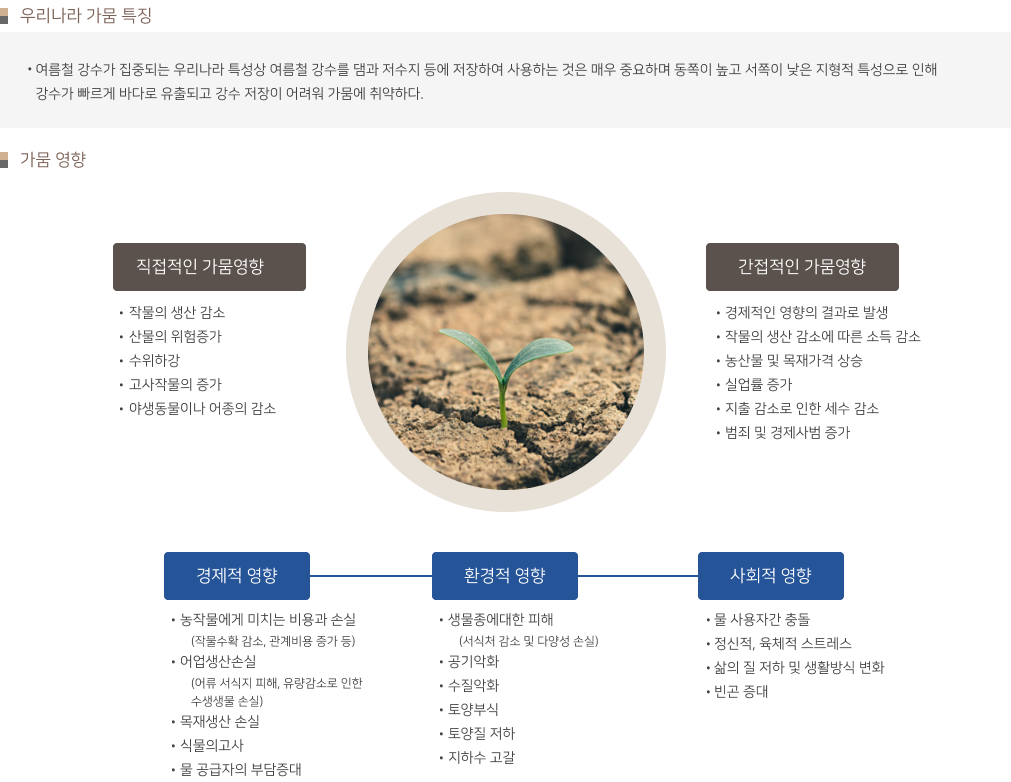 우리나라 가뭄 특징
• 여름철 강수가 집중되는 우리나라 특성상 여름철 강수를 댐과 저수지 등에 저장하여 사용하는 것은 매우 중요하며 동쪽이 높고 서쪽이 낮은 지형적 특성으로 인해
강수가 빠르게 바다로 유출되고 강수 저장이 어려워 가뭄에 취약하다.
가뭄 영향
직접적인 가뭄영향
• 작물의 생산 감소
• 산물의 위험증가
• 수위하강
• 고사작물의 증가
• 야생동물이나 어종의 감소
간접적인 가뭄영향
• 경제적인 영향의 결과로 발생
• 작물의 생산 감소에 따른 소득 감소
• 농산물 및 목재가격 상승
• 실업률 증가
• 지출 감소로 인한 세수 감소
• 범죄 및 경제사범 증가
경제적 영향
• 농작물에게 미치는 비용과 손실
(작물수확 감소, 관계비용 증가 등)
• 어업생산손실
(어류 서식지 피해, 유량감소로 인한
수생생물 손실)
• 목재생산 손실
• 식물의고사
• 물 공급자의 부담증대
환경적 영향
• 생물종에대한 피해
(서식처 감소 및 다양성 손실)
• 공기악화
• 수질악화
• 토양부식
• 토양질 저하
• 지하수 고갈
사회적 영향
• 물 사용자간 충돌
• 정신적, 육체적 스트레스
• 삶의 질 저하 및 생활방식 변화
• 빈곤 증대